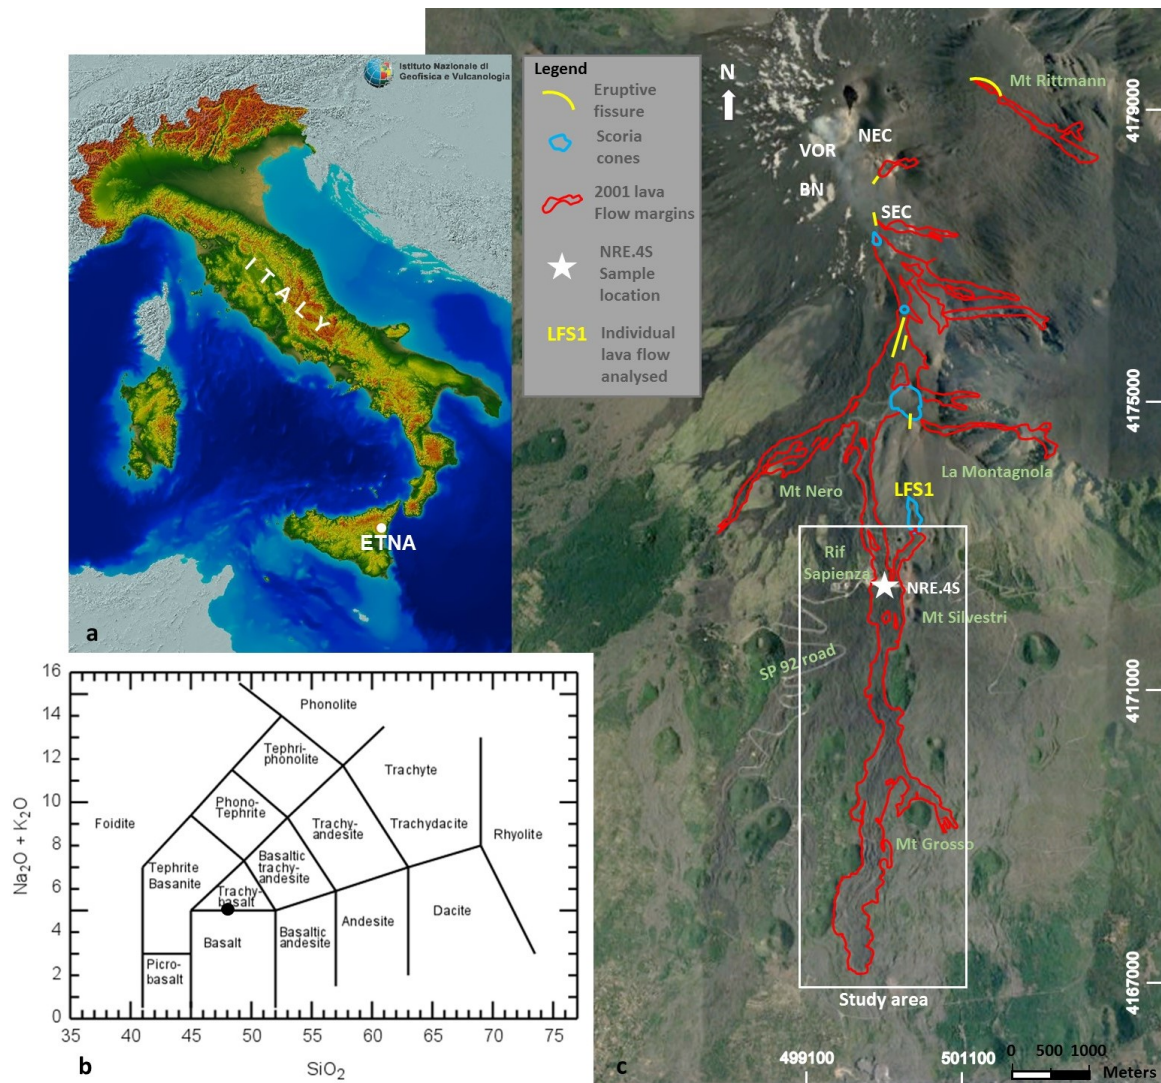 Istituto Nazionale di
Geofisica e Vulcanologia
ITALY
ETNA
a
Legend
Eruptive
fissure
Scoria
cones
2001 lava
Flow margins
NRE.4S
Sample
location
LFS1
Individual
lava flow
analysed
N
Mt Rittmann
NEC
VOR
BN
SEC
4179000
4175000
La Montagnola
Mt Nero
LFS1
Rif
Sapienza
NRE.4S
Mt Silvestri
SP 92 road
4171000
Mt Grosso
Study area
4167000
499100
501100
0 500 1000
Meters
c
16
14
12
10
8
6
4
2
0
Na2O + K2O
Phonolite
Tephri-
phonolite
Trachyte
Phono-
Tephrite
Trachy-
andesite
Foidite
Trachydacite
Rhyolite
Tephrite
Basanite
Basaltic
trachy-
andesite
Trachy-
basalt
Basalt
Basaltic
andesite
Andesite
Dacite
Picro-
basalt
35 40 45 50 55 60 65 70 75
SiO2
b